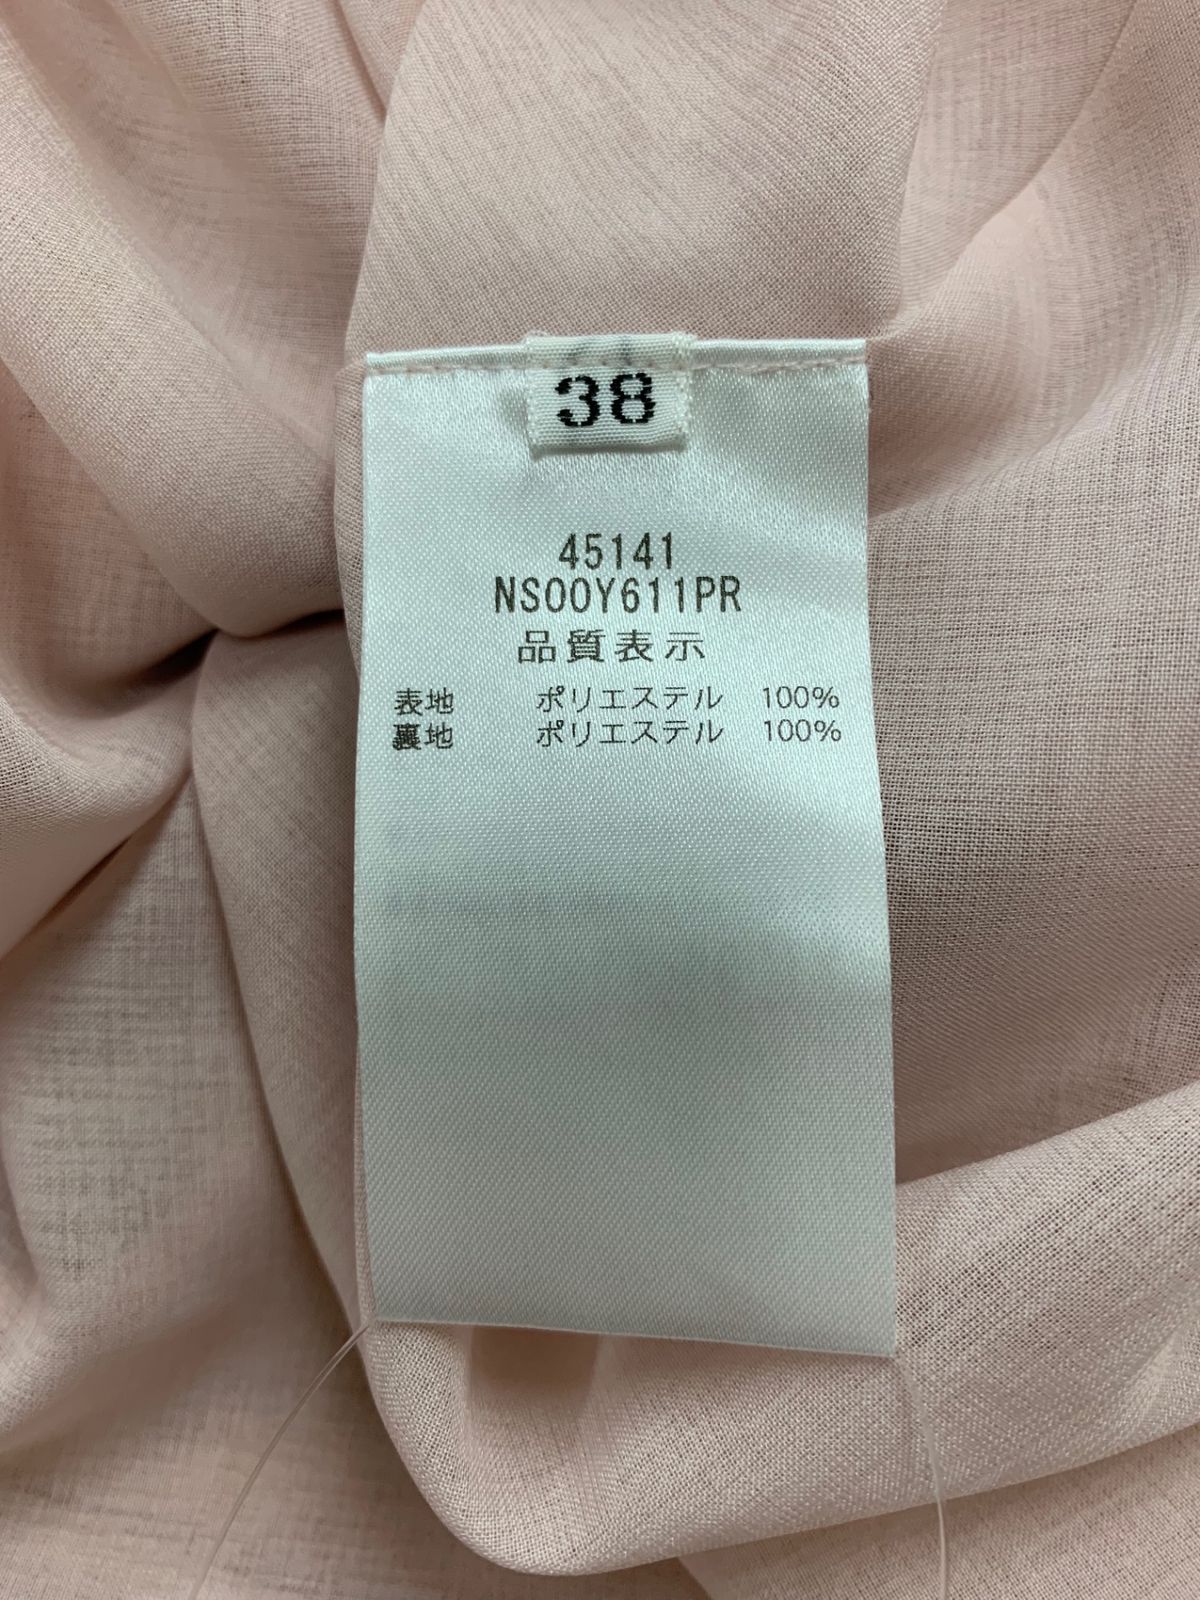 38
45141
NS00Y611PR
品質表示
表地 ポリエステル 100%
裏地 ポリエステル 100%